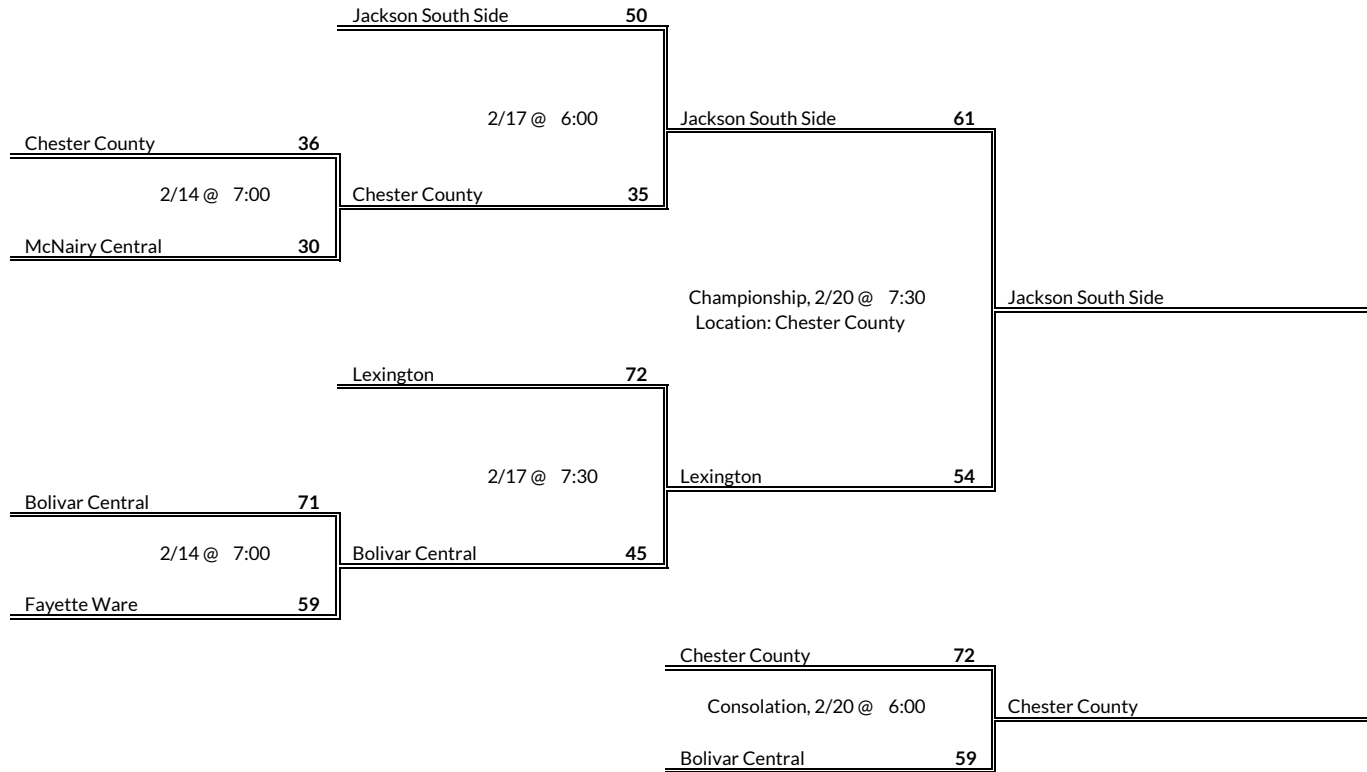 Jackson South Side 50
2/17 @ 6:00
Jackson South Side 61
Chester County 36
2/14 @ 7:00
Chester County 35
McNairy Central 30
Championship, 2/20 @ 7:30
Location: Chester County
Jackson South Side
Lexington 72
2/17 @ 7:30
Lexington 54
Bolivar Central 71
2/14 @ 7:00
Bolivar Central 45
Fayette Ware 59
Chester County 72
Consolation, 2/20 @ 6:00
Chester County
Bolivar Central 59